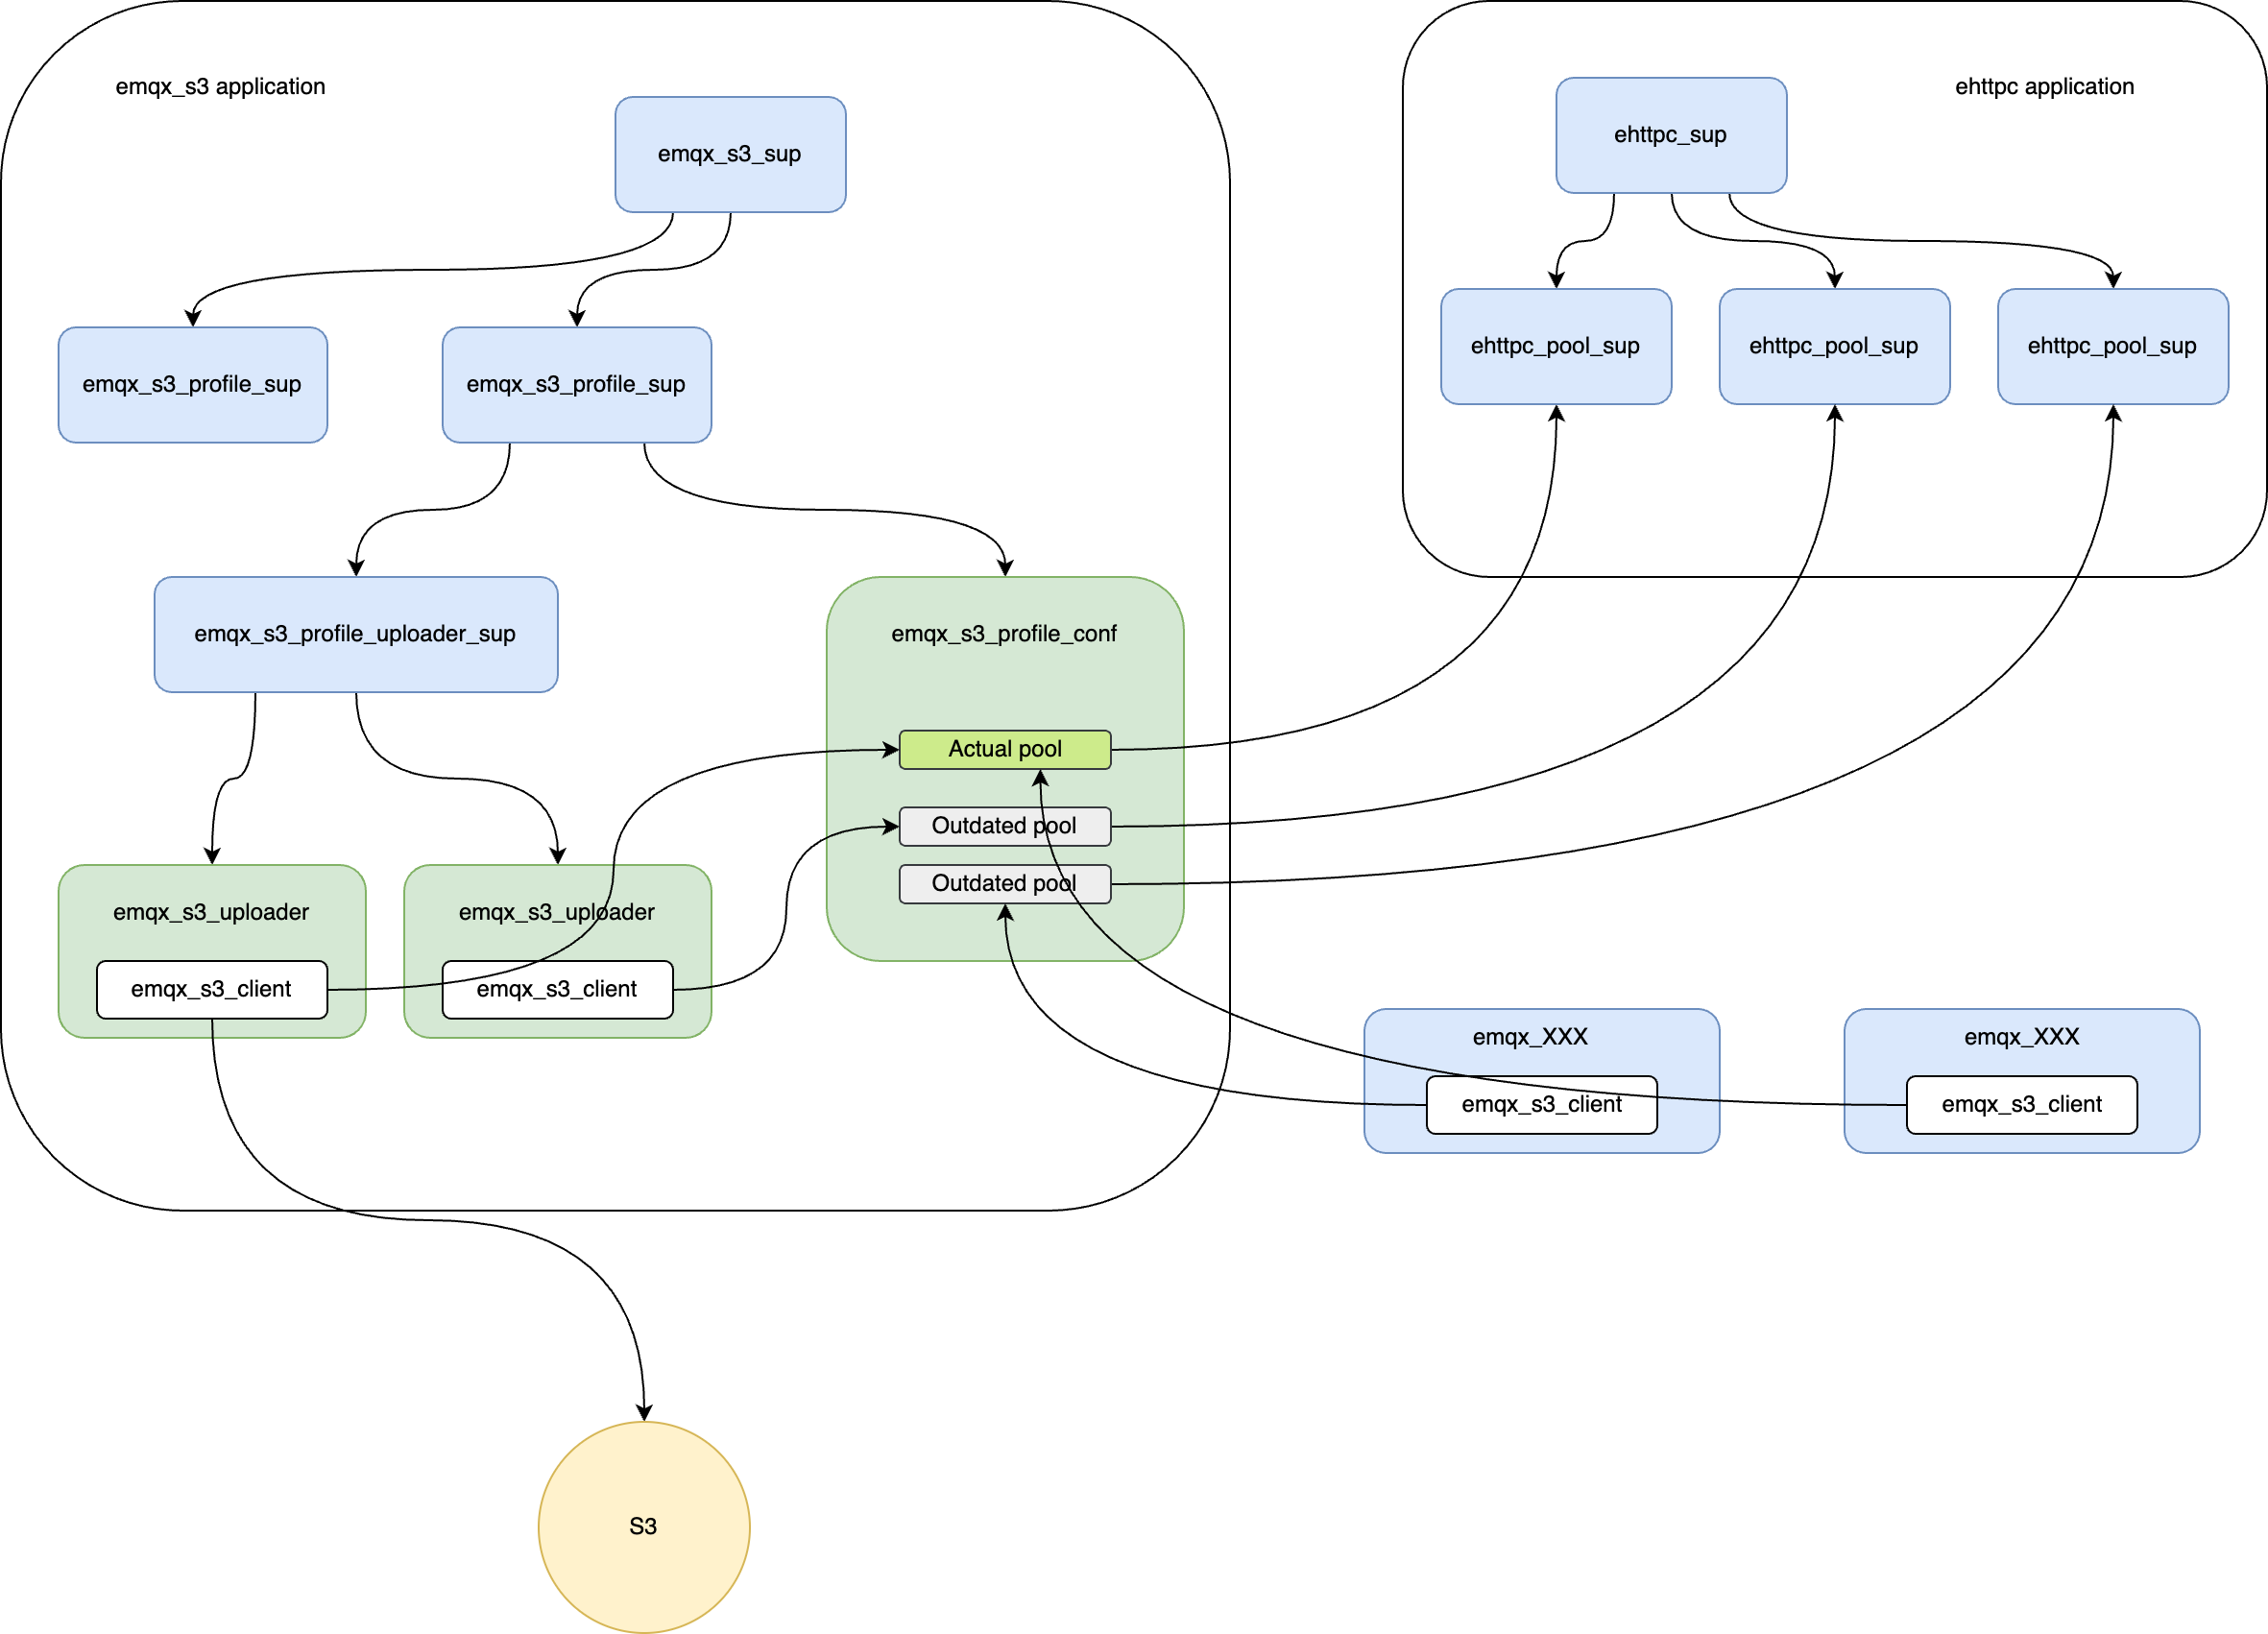 emqx_s3 application
ehttpc application
emqx_s3_sup
ehttpc_sup
emqx_s3_profile_sup
emqx_s3_profile_sup
ehttpc_pool_sup
ehttpc_pool_sup
ehttpc_pool_sup
emqx_s3_profile_uploader_sup
emqx_s3_profile_conf
Actual pool
Outdated pool
Outdated pool
emqx_s3_uploader
emqx_s3_uploader
emqx_s3_client
emqx_s3_client
emqx_XXX
emqx_XXX
emqx_s3_client
emqx_s3_client
S3